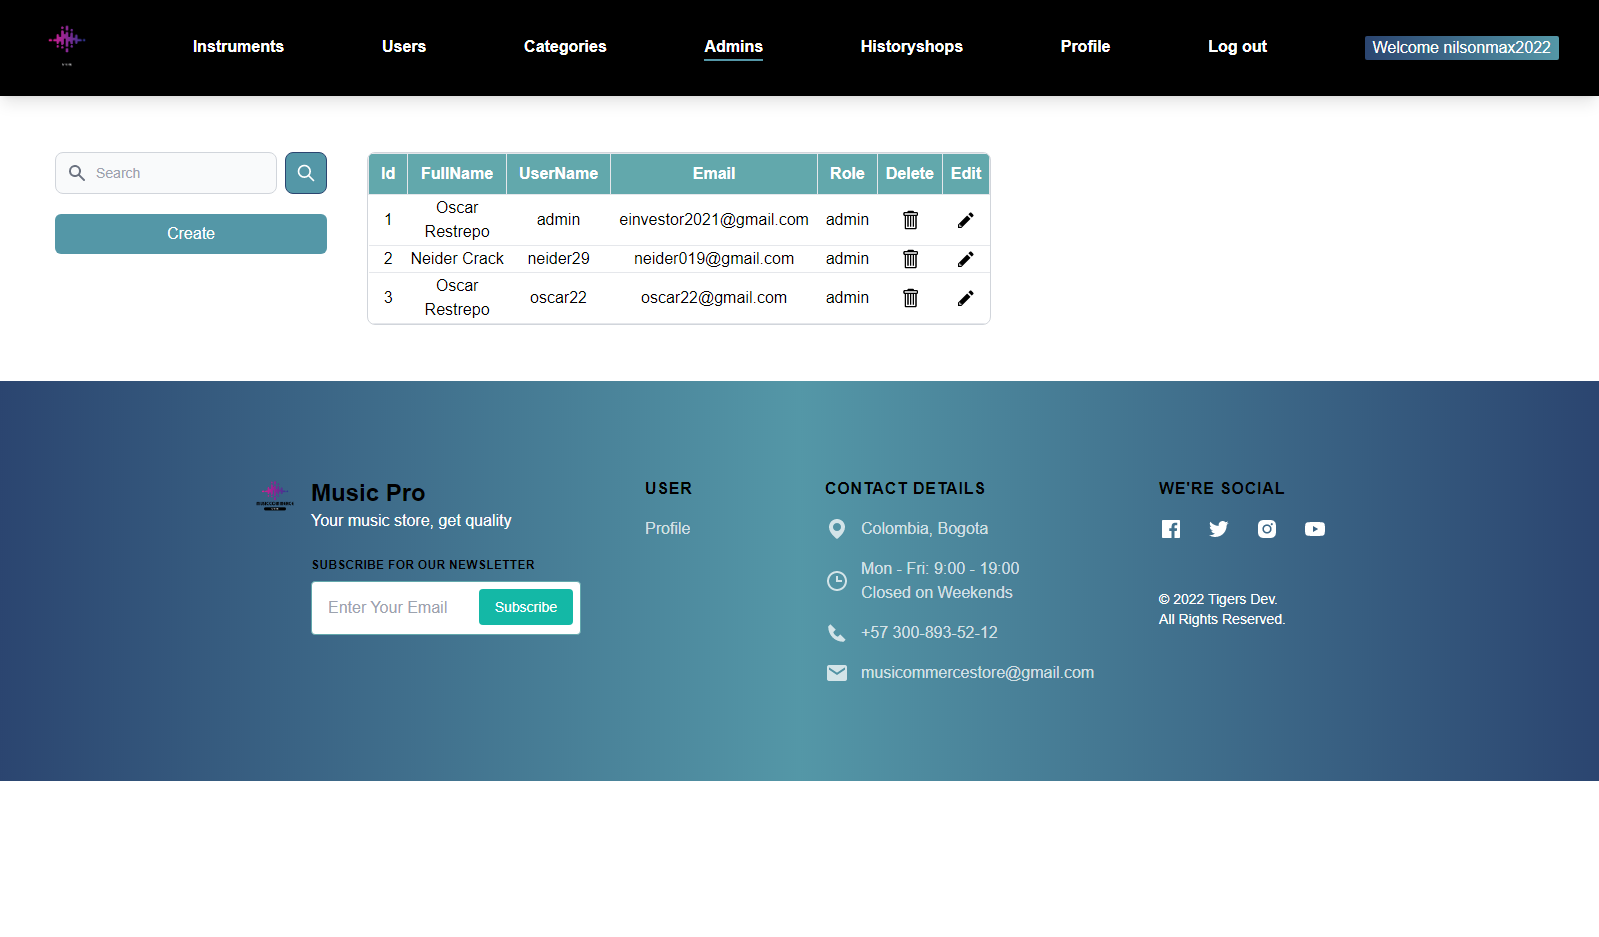 Instruments Users Categories Admins Historyshops Profile Log out Welcome nilsonmax2022
Search
Create
Id FullName UserName Email Role Delete Edit
1 Oscar Restrepo admin einvestor2021@gmail.com admin
2 Neider Crack neider29 neider019@gmail.com admin
3 Oscar Restrepo oscar22 oscar22@gmail.com admin
Music Pro
Your music store, get quality
SUBSCRIBE FOR OUR NEWSLETTER
Enter Your Email Subscribe
USER
Profile
CONTACT DETAILS
Colombia, Bogota
Mon - Fri: 9:00 - 19:00
Closed on Weekends
+57 300-893-52-12
musicommercestore@gmail.com
WE'RE SOCIAL
© 2022 Tigers Dev.
All Rights Reserved.